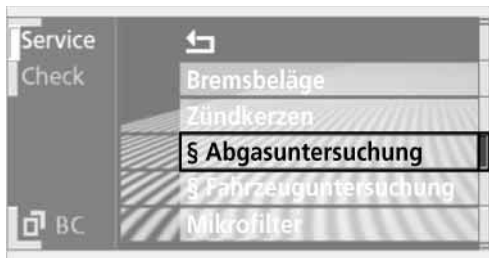 Service
Check
Bremsbeläge
Zündkerzen
§ Abgasuntersuchung
§ Fahrzeuguntersuchung
Mikrofilter
BC